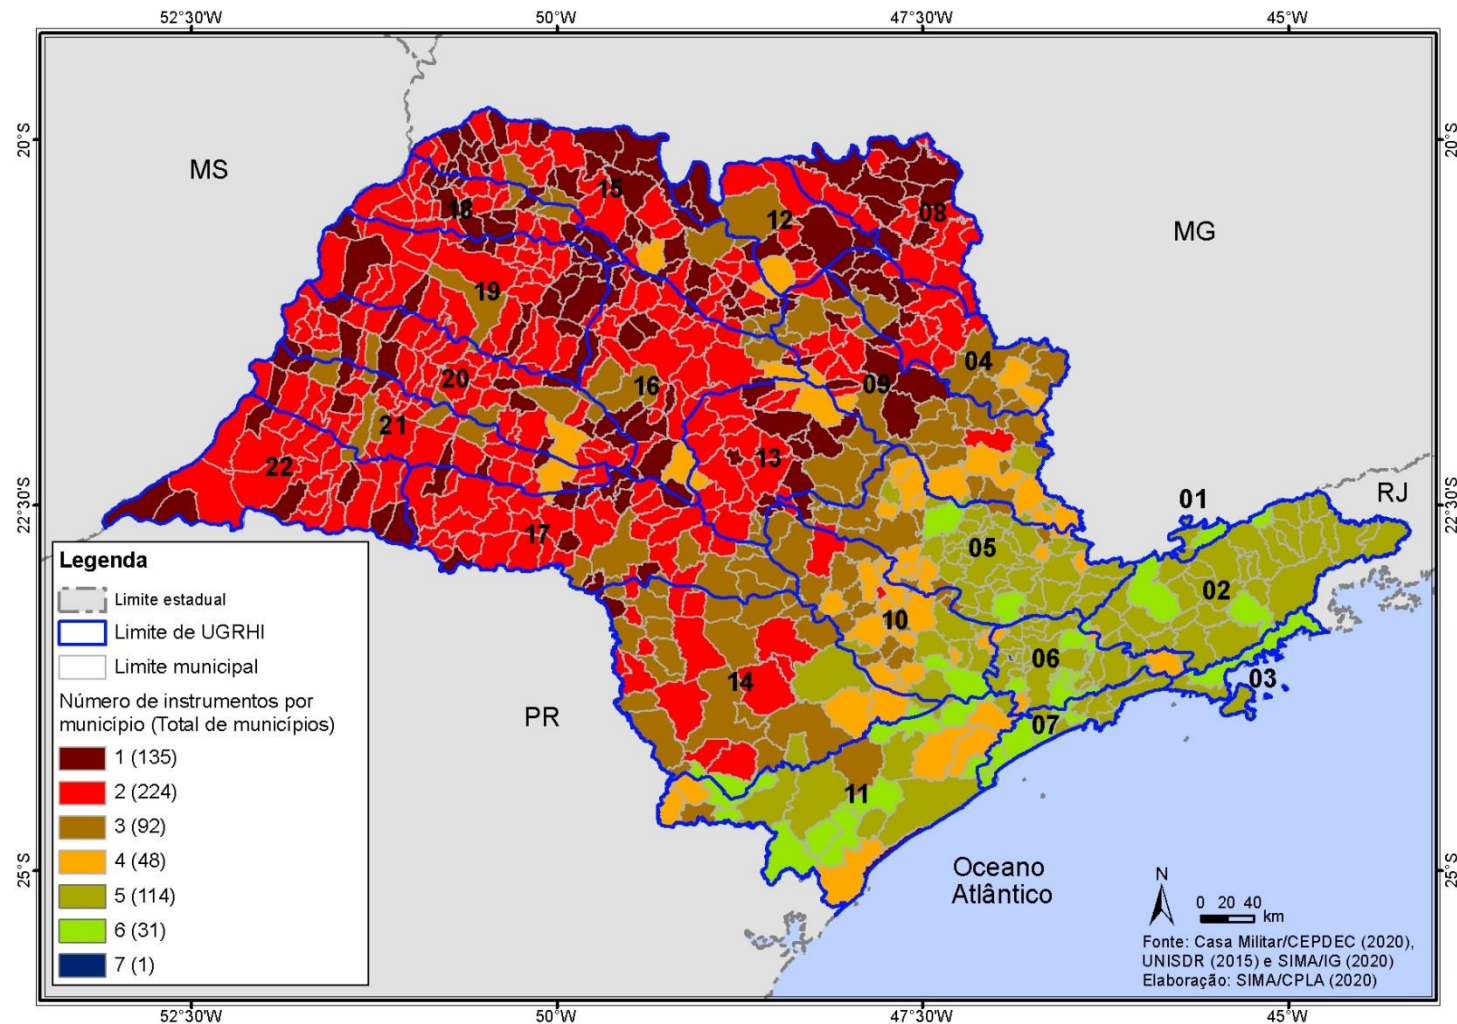 52°30'W
50°W
47°30'W
45°W
20°S
20°S
MS
MG
15
18
12
08
19
04
20
16
09
21
22
13
17
22°30'S
22°30'S
01
RJ
05
02
10
06
03
14
07
PR
11
Legenda
Limite estadual
Limite de UGRHI
Limite municipal
Número de instrumentos por
município (Total de municípios)
1 (135)
2 (224)
3 (92)
4 (48)
5 (114)
6 (31)
7 (1)
25°S
25°S
Oceano
Atlântico
N
0 20 40
km
Fonte: Casa Militar/CEPDEC (2020),
UNISDR (2015) e SIMA/IG (2020)
Elaboração: SIMA/CPLA (2020)
52°30'W
50°W
47°30'W
45°W